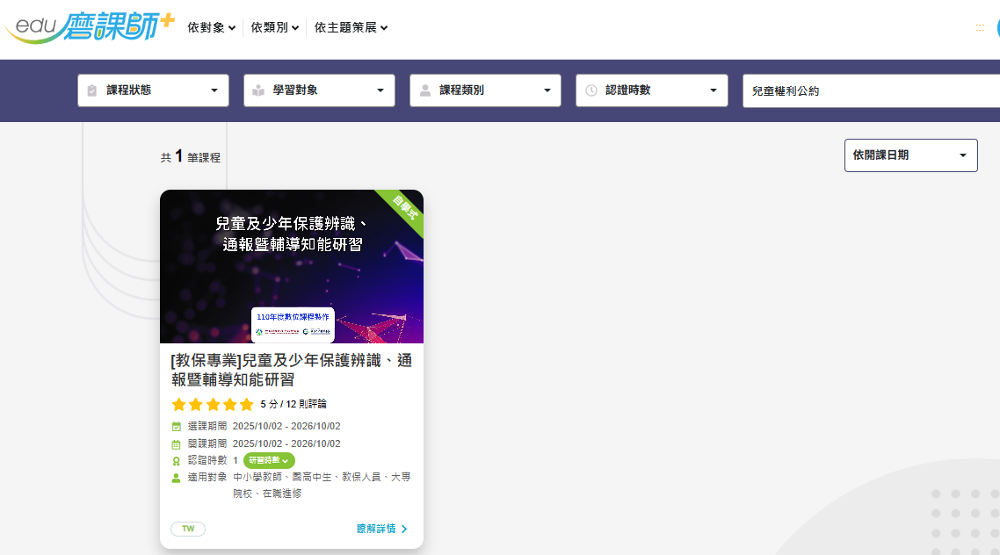 edu磨課師+
依對象 依類別 依主題策展
課程狀態 學習對象 課程類別 認證時數 兒童權利公約
共 1 筆課程
依開課日期
自學式
兒童及少年保護辨識、
通報暨輔導知能研習
110年度數位課程製作
[教保專業]兒童及少年保護辨識、通
報暨輔導知能研習
5 分 / 12 則評論
選課期間 2025/10/02 - 2026/10/02
開課期間 2025/10/02 - 2026/10/02
認證時數 1 研習時數
適用對象 中小學教師、國高中生、教保人員、大專
院校、在職進修
TW
瞭解詳情